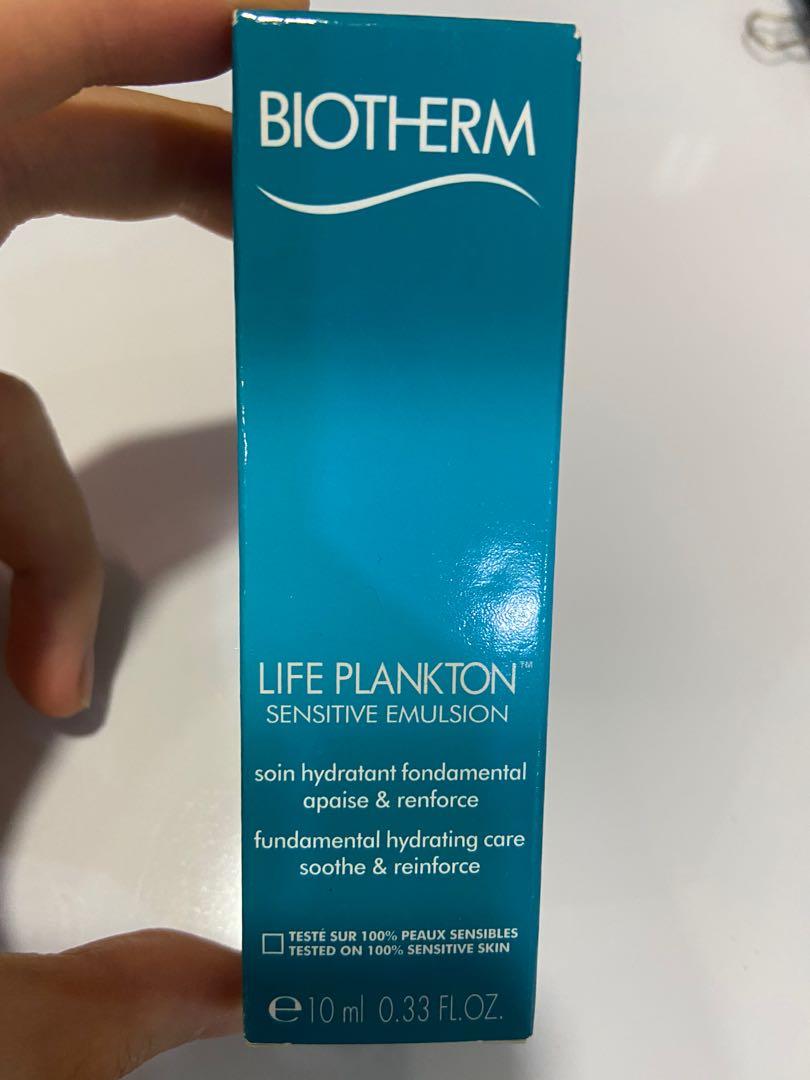 BIOTHERM
LIFE PLANKTON™
SENSITIVE EMULSION
soin hydratant fondamental
apaise & renforce
fundamental hydrating care
soothe & reinforce
TESTÉ SUR 100% PEAUX SENSIBLES
TESTED ON 100% SENSITIVE SKIN
℮10 ml 0.33 FL.OZ.